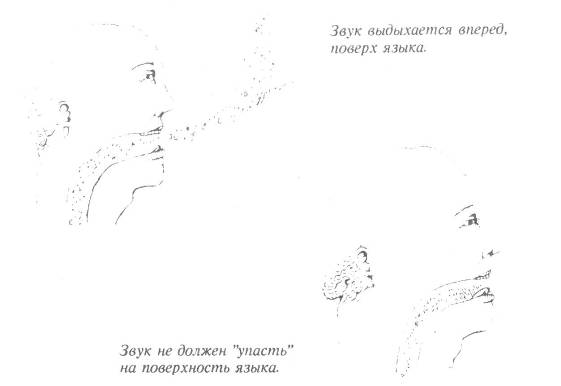 Звук выдыхается вперед,
поверх языка.
Звук не должен "упасть"
на поверхность языка.